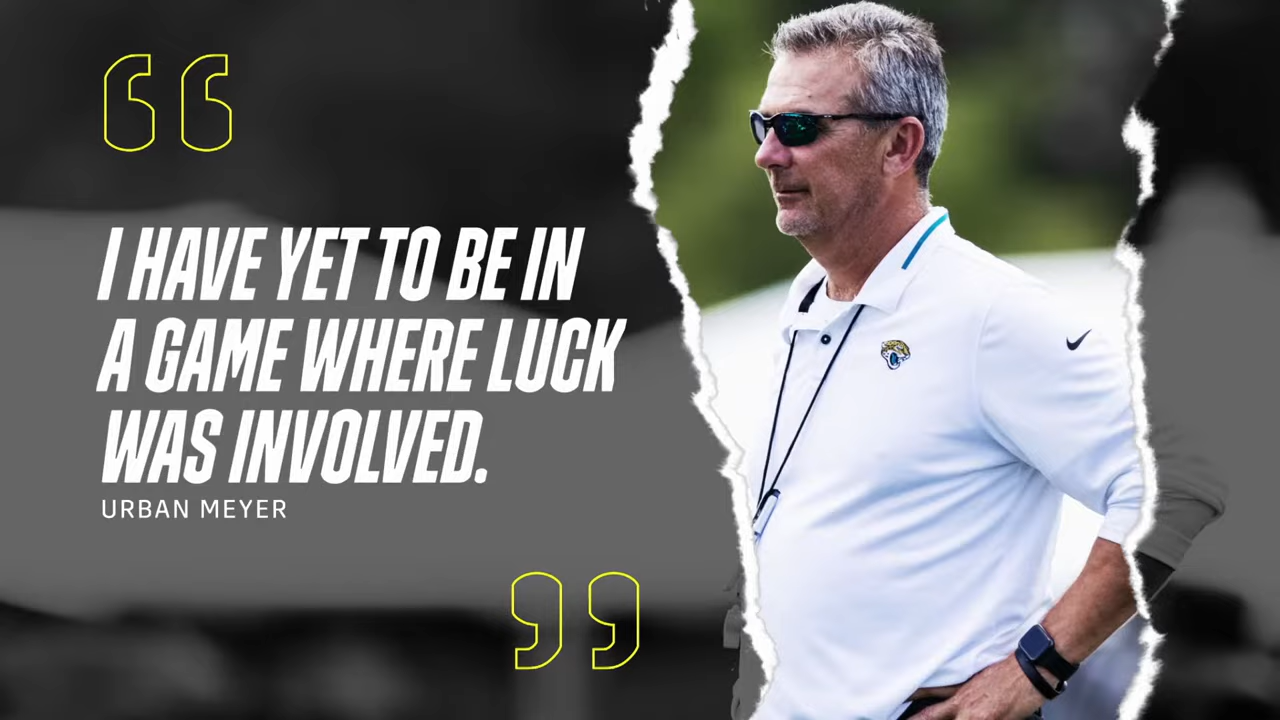 I HAVE YET TO BE IN
A GAME WHERE LUCK
WAS INVOLVED.
URBAN MEYER